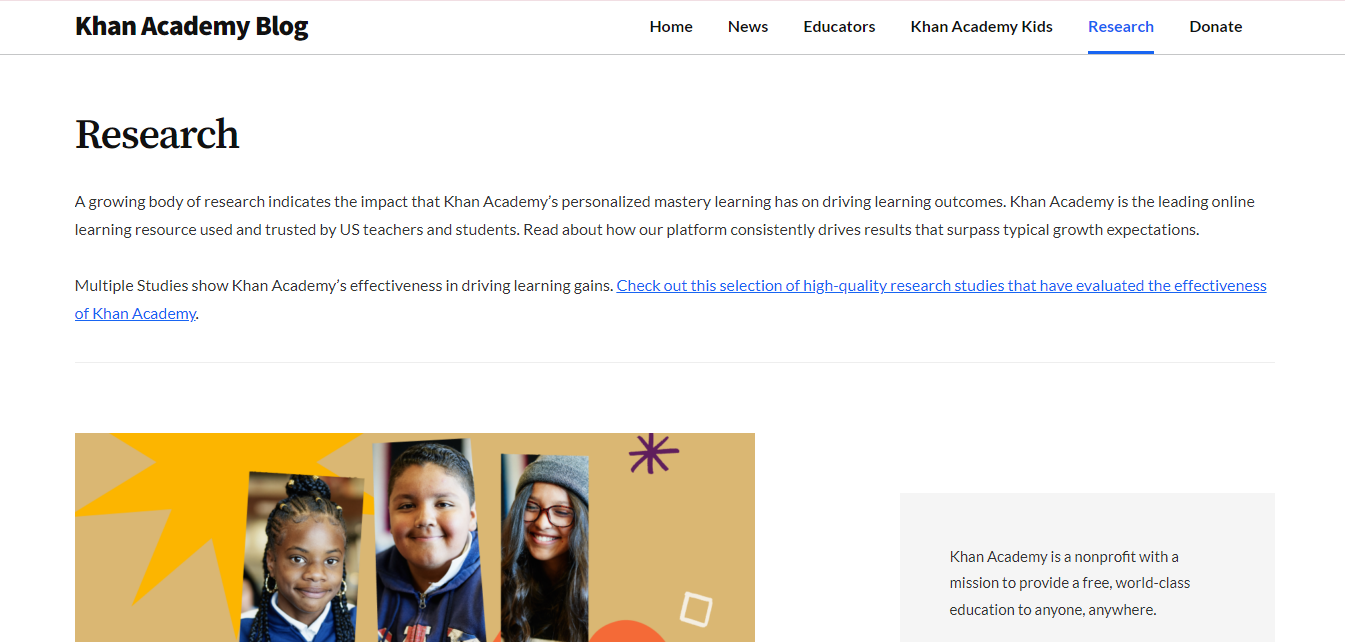 Khan Academy Blog
Home
News
Educators
Khan Academy Kids
Research
Donate
Research
A growing body of research indicates the impact that Khan Academy’s personalized mastery learning has on driving learning outcomes. Khan Academy is the leading online
learning resource used and trusted by US teachers and students. Read about how our platform consistently drives results that surpass typical growth expectations.
Multiple Studies show Khan Academy’s effectiveness in driving learning gains. Check out this selection of high-quality research studies that have evaluated the effectiveness
of Khan Academy.
Khan Academy is a nonprofit with a
mission to provide a free, world-class
education to anyone, anywhere.